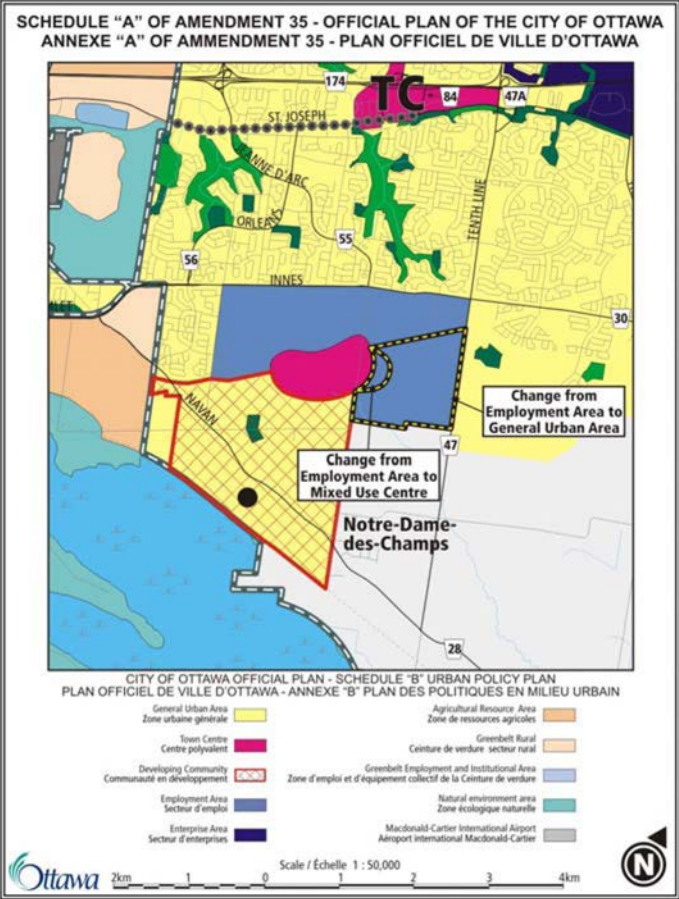 SCHEDULE "A" OF AMENDMENT 35 - OFFICIAL PLAN OF THE CITY OF OTTAWA
ANNEXE "A" OF AMMENDMENT 35 - PLAN OFFICIEL DE VILLE D'OTTAWA
174
TC
84
47A
ST. JOSEPH
JEANNE D'ARC
TENTH LINE
ORLEANS
55
56
INNES
30
NAVAN
Change from
Employment Area to
General Urban Area
47
Change from
Employment Area to
Mixed Use Centre
Notre-Dame-
des-Champs
28
CITY OF OTTAWA OFFICIAL PLAN - SCHEDULE "B" URBAN POLICY PLAN
PLAN OFFICIEL DE VILLE D'OTTAWA - ANNEXE "B" PLAN DES POLITIQUES EN MILIEU URBAIN
General Urban Area
Zone urbaine générale
Town Centre
Centre polyvalent
Developing Community
Communauté en développement
Employment Area
Secteur d'emploi
Enterprise Area
Secteur d'enterprises
Agricultural Resource Area
Zone de ressources agricoles
Greenbelt Rural
Ceinture de verdure secteur rural
Greenbelt Employment and Institutional Area
Zone d'emploi et d'équipement collectif de la Ceinture de verdure
Natural environment area
Zone écologique naturelle
Macdonald-Cartier International Airport
Aéroport international Macdonald-Cartier
Ottawa
Scale / Échelle 1 : 50,000
2km 1 0 1 2 3 4km
N